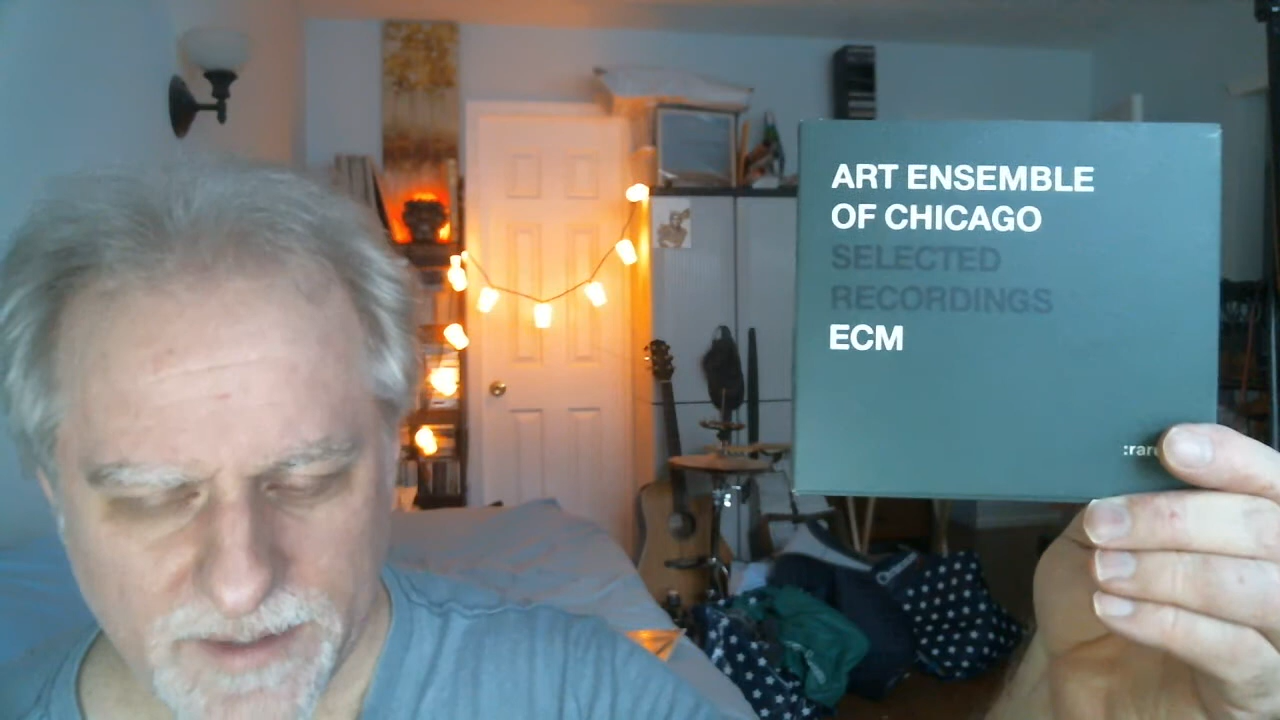 ART ENSEMBLE
OF CHICAGO
SELECTED
RECORDINGS
ECM